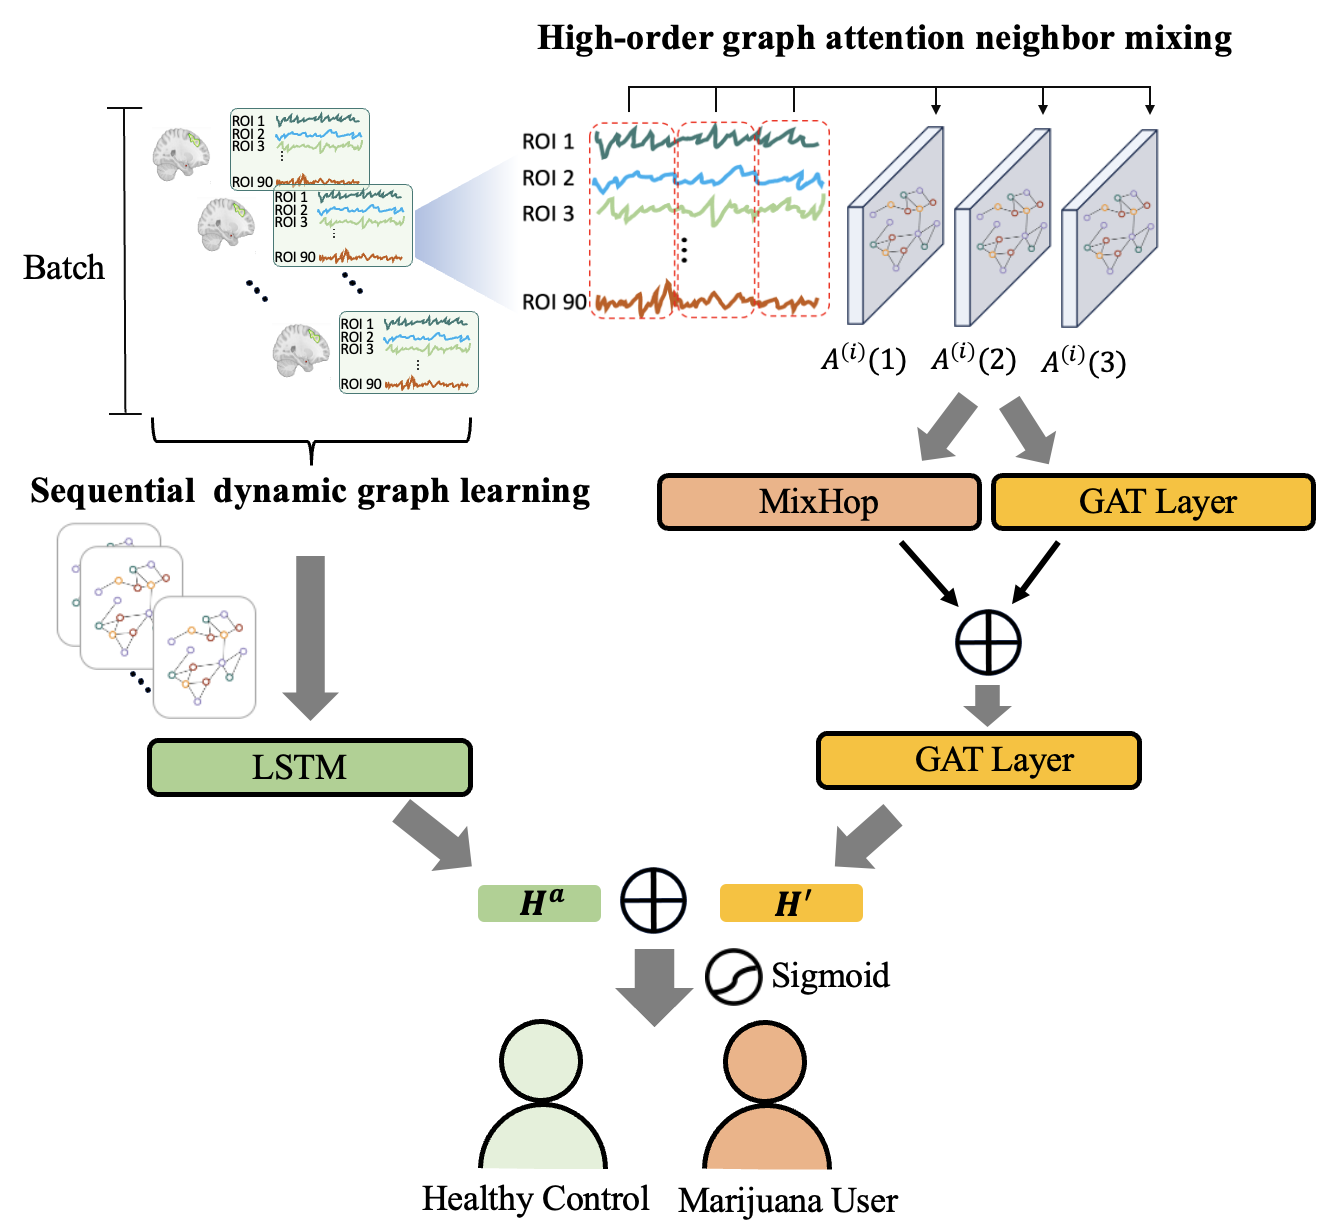 High-order graph attention neighbor mixing
Batch
ROI 1
ROI 2
ROI 3
ROI 90
ROI 1
ROI 2
ROI 3
ROI 90
ROI 1
ROI 2
ROI 3
ROI 90
ROI 1
ROI 2
ROI 3
ROI 90
A^(i)(1) A^(i)(2) A^(i)(3)
Sequential dynamic graph learning
MixHop
GAT Layer
LSTM
GAT Layer
H^a
H′
Sigmoid
Healthy Control
Marijuana User